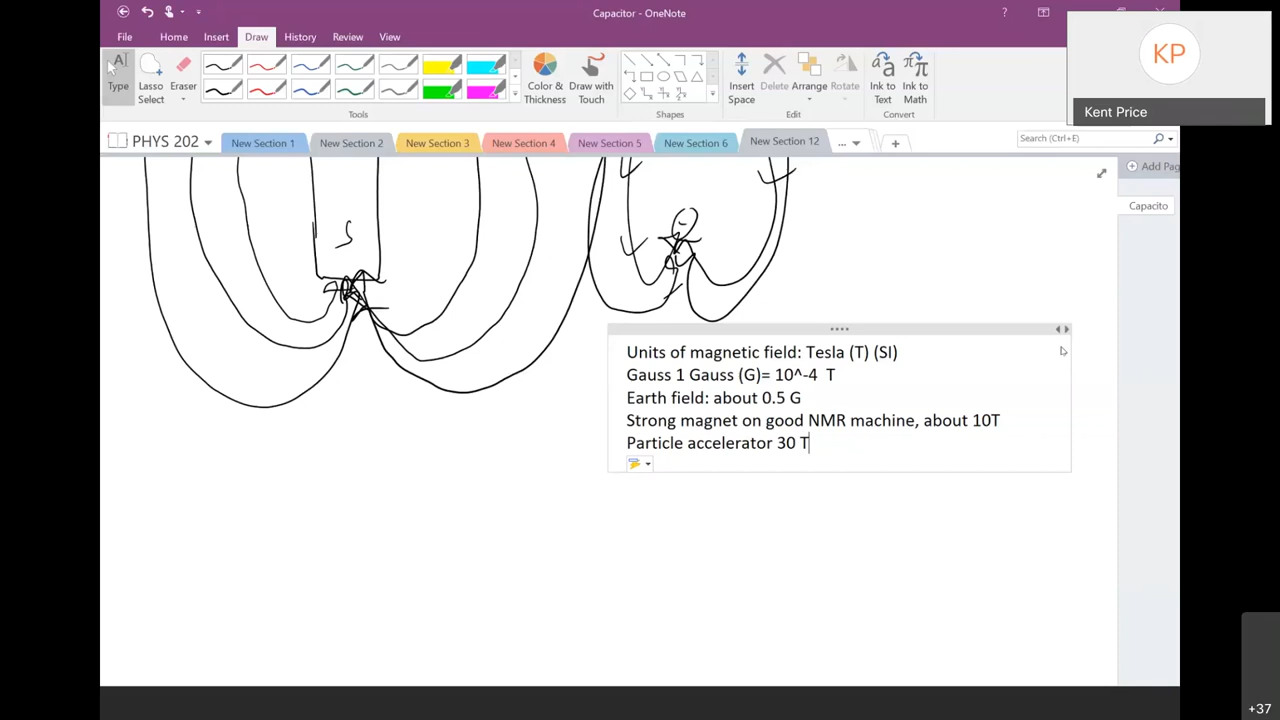 Capacitor - OneNote
?
KP
Kent Price
File Home Insert Draw History Review View
Type
Lasso Select
Eraser
Color & Thickness
Draw with Touch
Insert Space
Delete
Arrange
Rotate
Ink to Text
Ink to Math
Tools
Shapes
Edit
Convert
PHYS 202
New Section 1
New Section 2
New Section 3
New Section 4
New Section 5
New Section 6
New Section 12
...
Search (Ctrl+E)
Add Pag
Capacito
S
Units of magnetic field: Tesla (T) (SI)
Gauss 1 Gauss (G)= 10^-4  T
Earth field: about 0.5 G
Strong magnet on good NMR machine, about 10T
Particle accelerator 30 T
+37